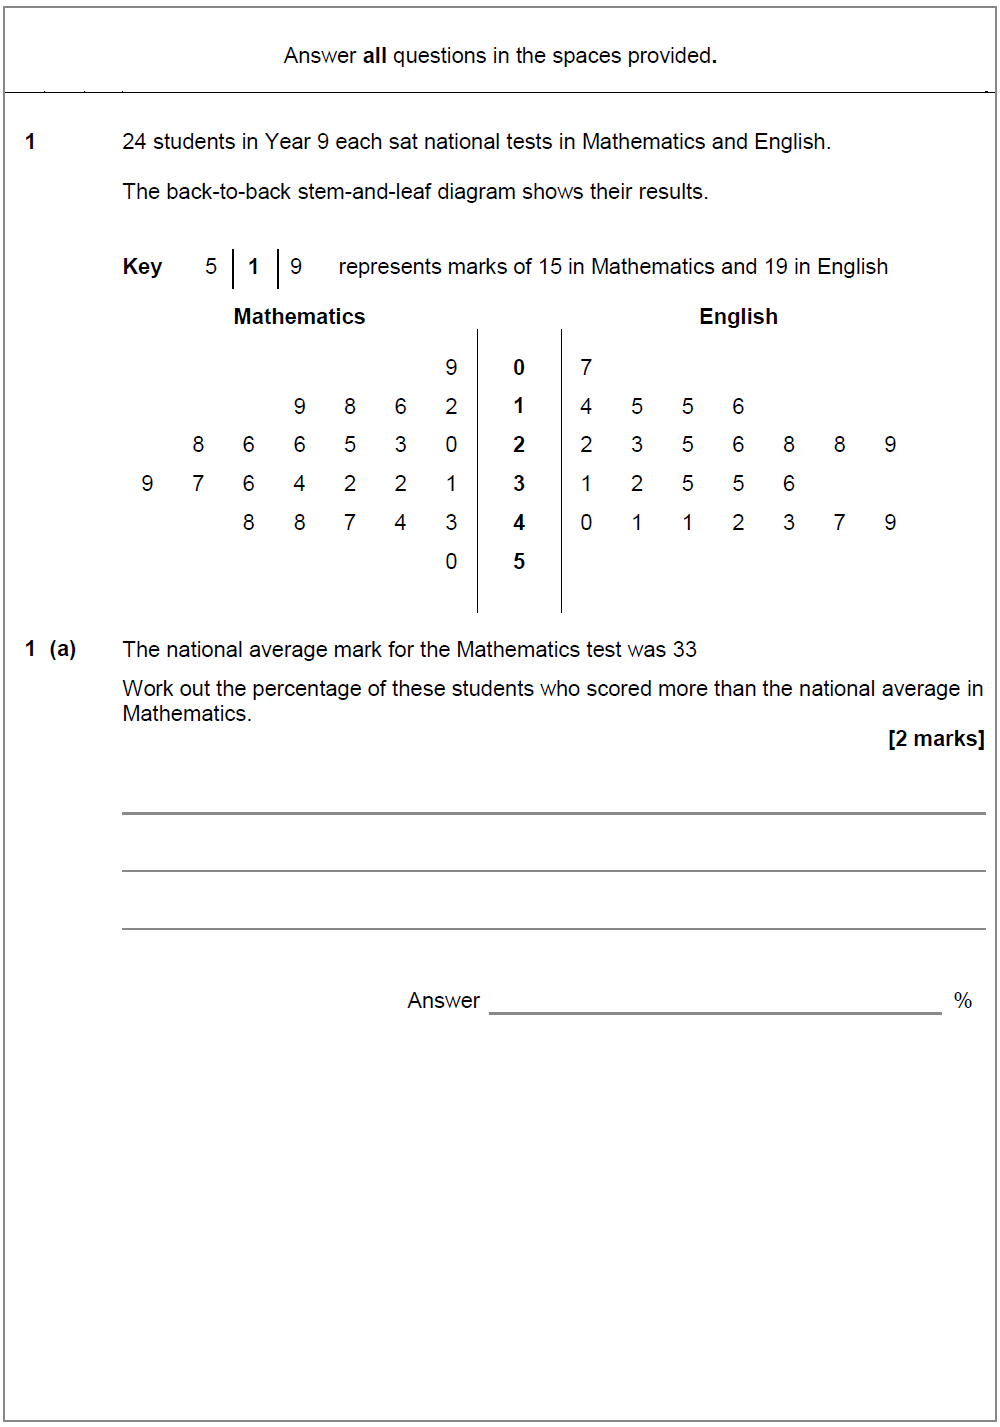 Answer all questions in the spaces provided.
1 24 students in Year 9 each sat national tests in Mathematics and English.
The back-to-back stem-and-leaf diagram shows their results.
Key 5 1 9 represents marks of 15 in Mathematics and 19 in English
Mathematics English
9 0 7
9 8 6 2 1 4 5 5 6
8 6 6 5 3 0 2 2 3 5 6 8 8 9
9 7 6 4 2 2 1 3 1 2 5 5 6
8 8 7 4 3 4 0 1 1 2 3 7 9
0 5
1 (a) The national average mark for the Mathematics test was 33
Work out the percentage of these students who scored more than the national average in
Mathematics.
[2 marks]
Answer %